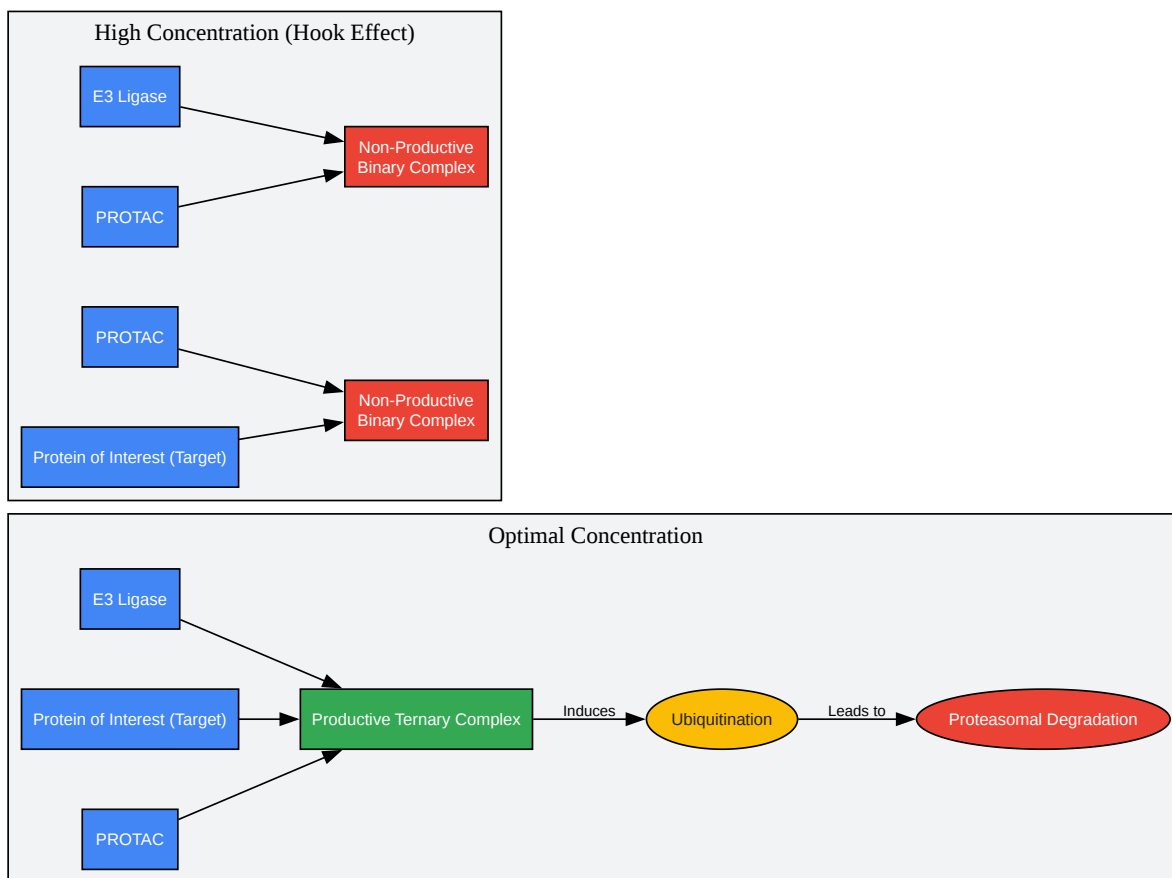 High Concentration (Hook Effect)
E3 Ligase
Non-Productive
Binary Complex
PROTAC
PROTAC
Non-Productive
Binary Complex
Protein of Interest (Target)
Optimal Concentration
E3 Ligase
Protein of Interest (Target)
Productive Ternary Complex
Induces
Ubiquitination
Leads to
Proteasomal Degradation
PROTAC